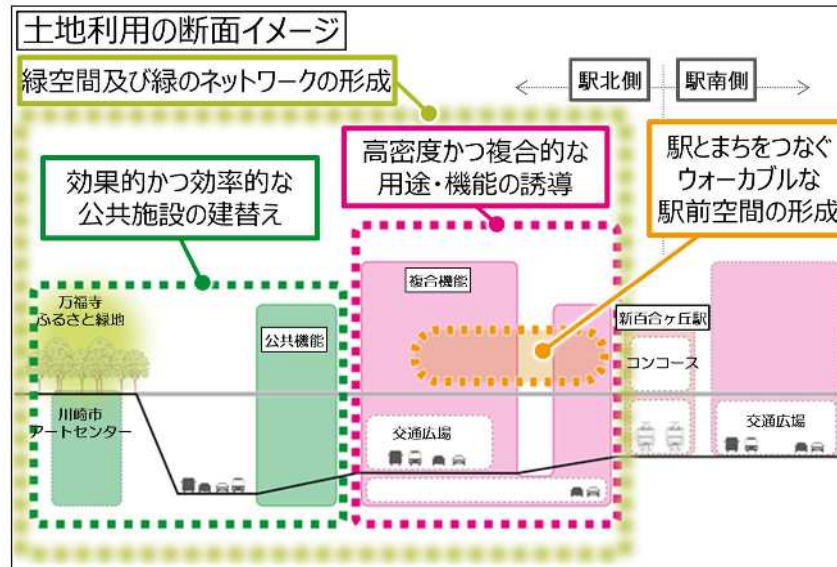 土地利用の断面イメージ
緑空間及び緑のネットワークの形成
駅北側
駅南側
効果的かつ効率的な
公共施設の建替え
高密度かつ複合的な
用途・機能の誘導
駅とまちをつなぐ
ウォーカブルな
駅前空間の形成
万福寺
ふるさと緑地
公共機能
複合機能
新百合ヶ丘駅
コンコース
川崎市
アートセンター
交通広場
交通広場